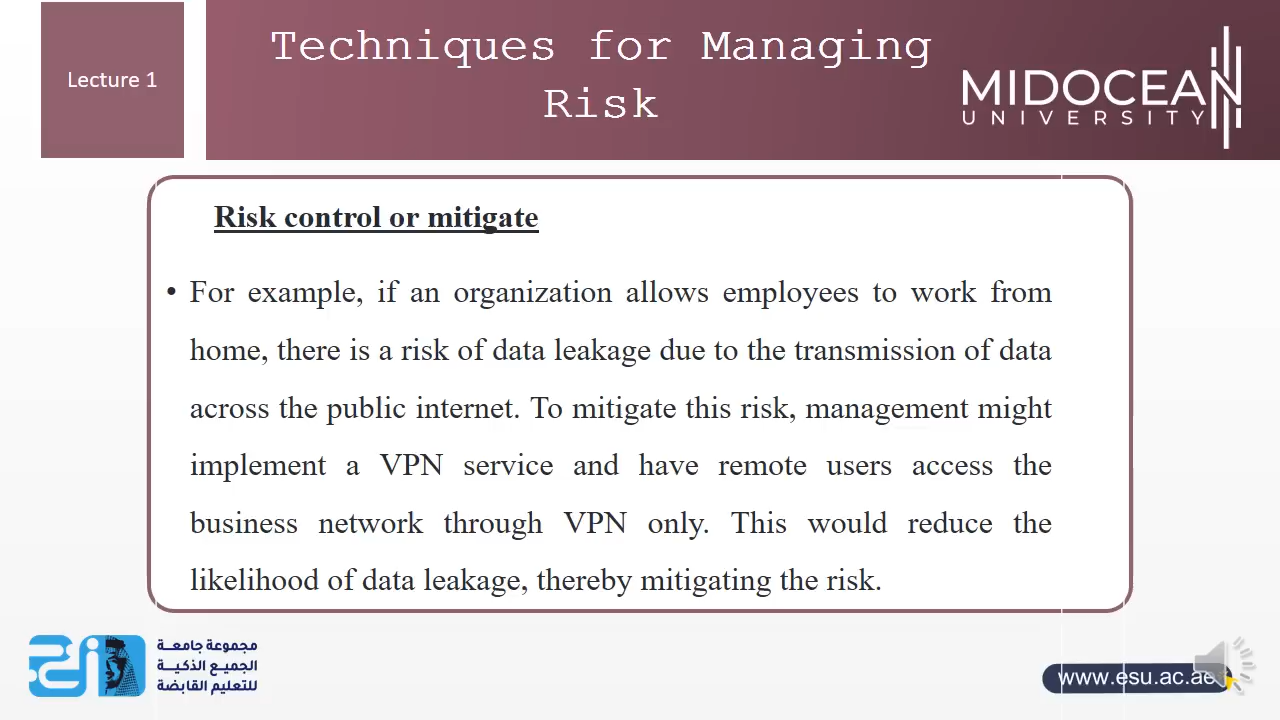 Lecture 1
Techniques for Managing
Risk
MIDOCEAN
UNIVERSITY
Risk control or mitigate
• For example, if an organization allows employees to work from
home, there is a risk of data leakage due to the transmission of data
across the public internet. To mitigate this risk, management might
implement a VPN service and have remote users access the
business network through VPN only. This would reduce the
likelihood of data leakage, thereby mitigating the risk.
مجموعة جامعة
الجميع الذكية
للتعليم القابضة
www.esu.ac.ae